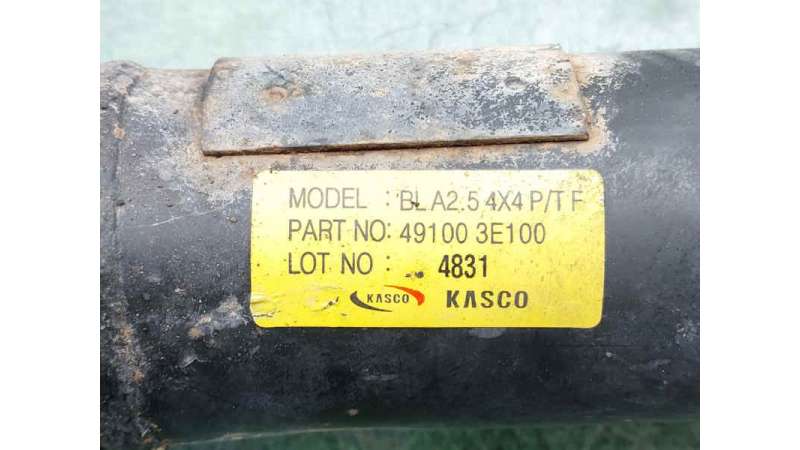 MODEL : BL A2.5 4X4 P/T F
PART NO: 49100 3E100
LOT NO : 4831
KASCO KASCO